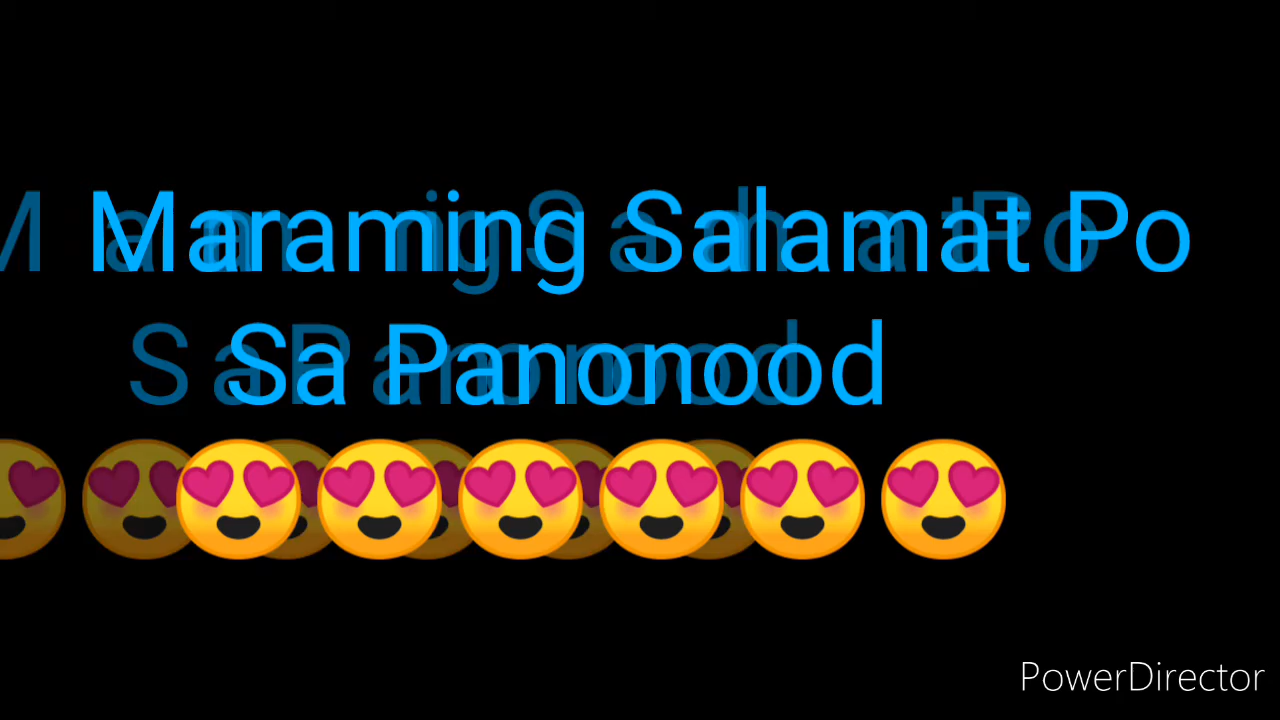 Maraming Salamat Po
Sa Panonood
😍😍😍😍😍😍
PowerDirector